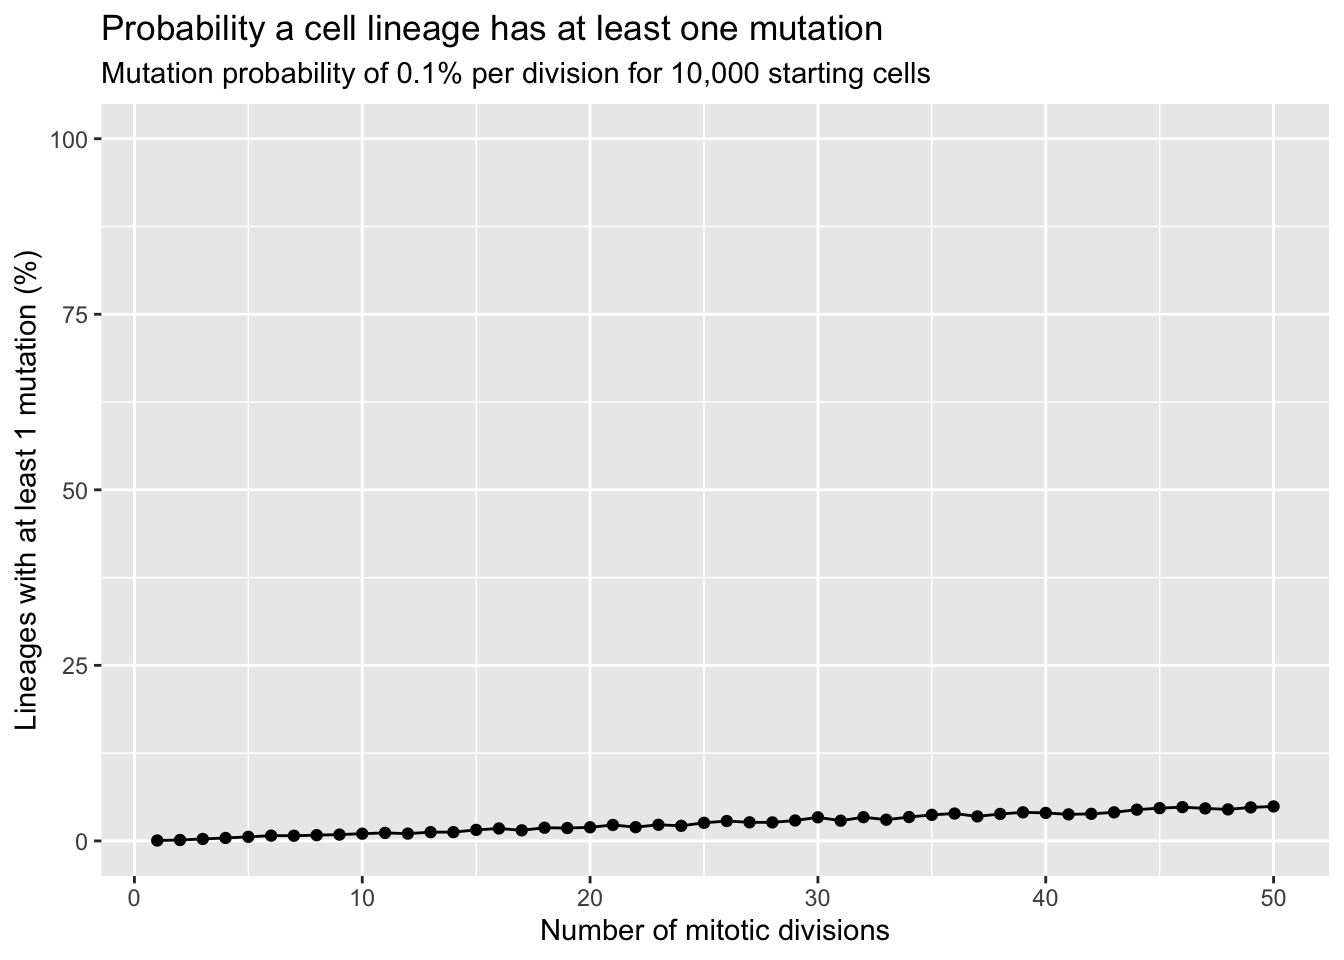 Probability a cell lineage has at least one mutation
Mutation probability of 0.1% per division for 10,000 starting cells
Lineages with at least 1 mutation (%)
100
75
50
25
0
0
10
20
30
40
50
Number of mitotic divisions